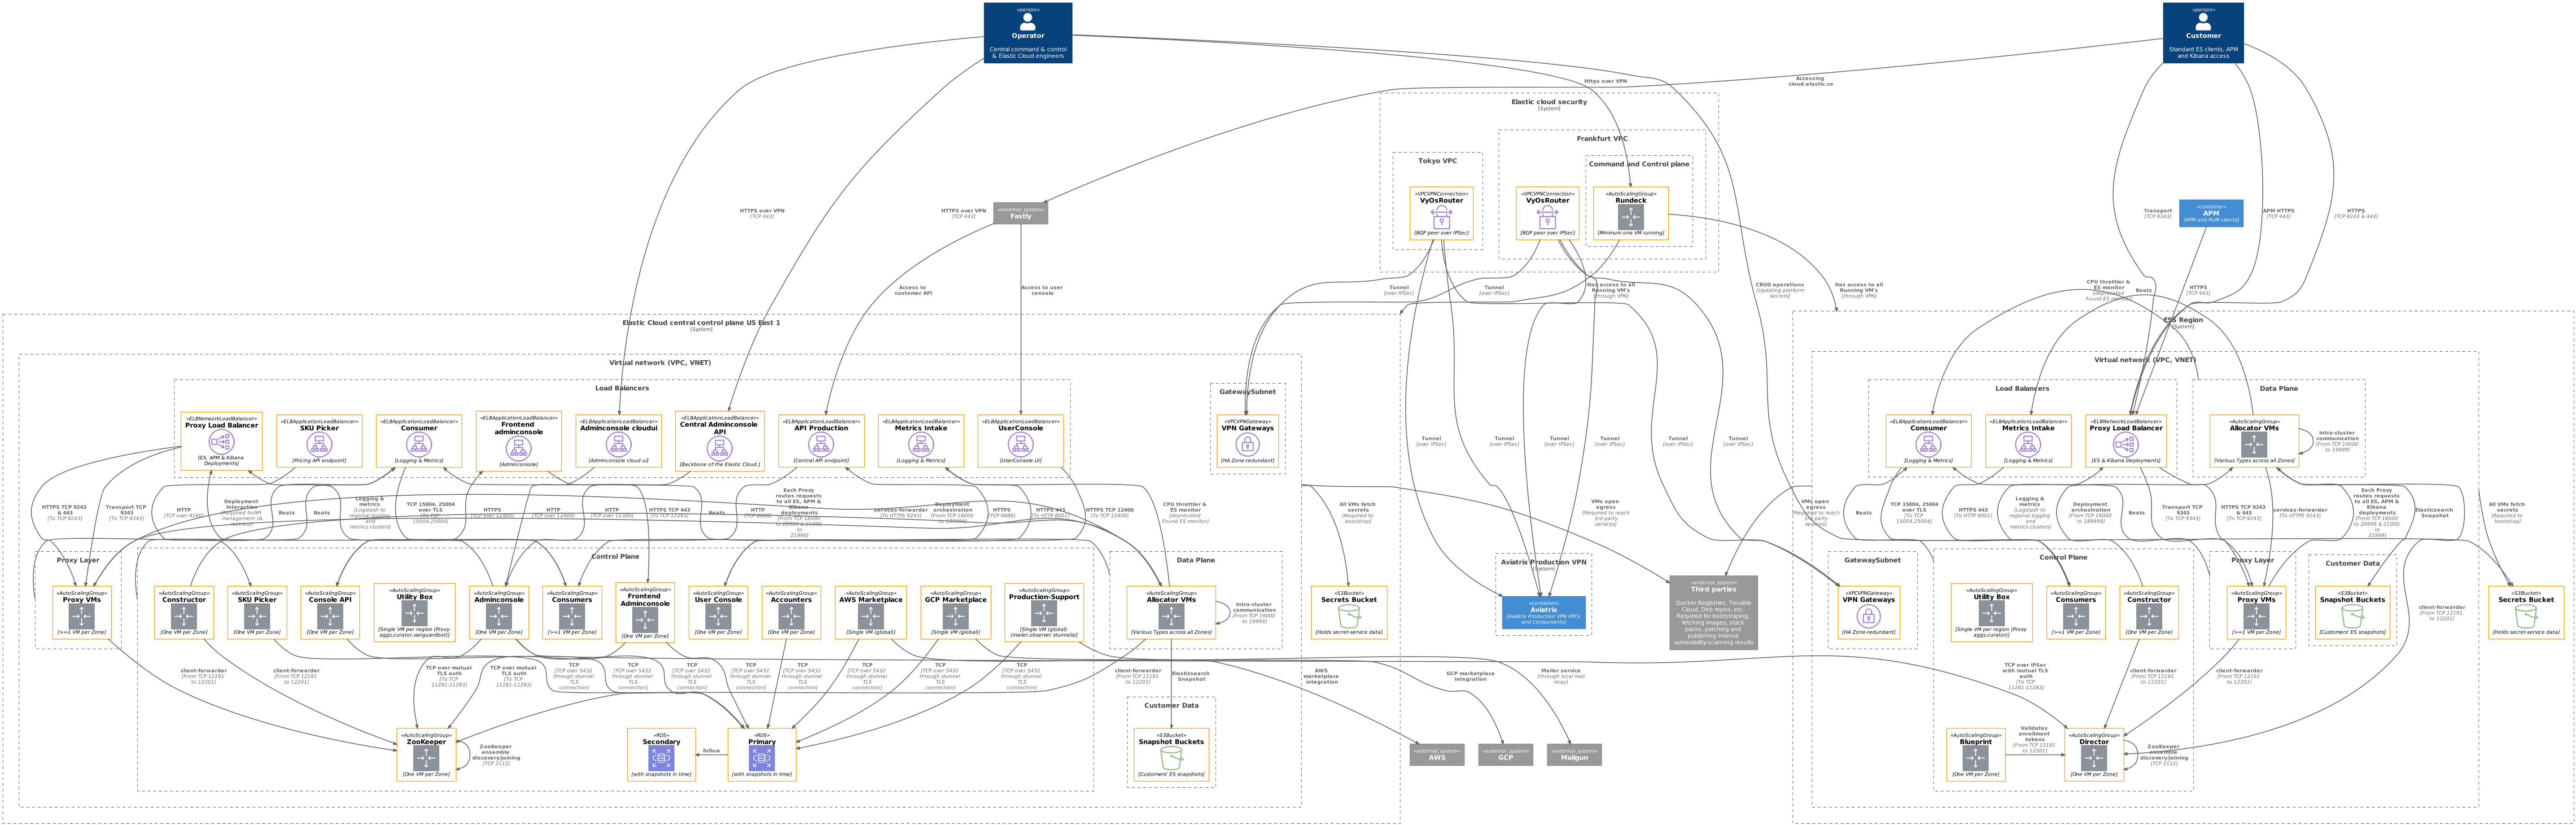 «person»
Operator
Central command & control
& Elastic Cloud engineers
«person»
Customer
Standard ES clients, APM
and Kibana access
Https over VPN
Accessing
cloud.elastic.co
Elastic cloud security
[System]
Frankfurt VPC
Tokyo VPC
Command and Control plane
«VPCVPNConnection»
VyOsRouter
[BGP peer over IPSec]
«VPCVPNConnection»
VyOsRouter
[BGP peer over IPSec]
«AutoScalingGroup»
Rundeck
[Minimum one VM running]
HTTPS over VPN
[TCP 443]
HTTPS over VPN
[TCP 443]
«external_system»
Fastly
Transport
[TCP 9343]
«container»
APM
[APM and RUM clients]
APM HTTPS
[TCP 443]
HTTPS
[TCP 9243 & 443]
Access to
customer API
Access to user
console
Tunnel
[over IPSec]
Tunnel
[over IPSec]
Has access to all
Running VM's
[through VPN]
CRUD operations
[Updating platform
secrets]
Has access to all
Running VM's
[through VPN]
CPU throttler &
ES monitor
[deprecated
Found ES monitor]
Beats
HTTPS
[TCP 443]
Elastic Cloud central control plane US East 1
[System]
ESS Region
[System]
Virtual network (VPC, VNET)
Virtual network (VPC, VNET)
Load Balancers
GatewaySubnet
Load Balancers
Data Plane
«ELBNetworkLoadBalancer»
Proxy Load Balancer
[ES, APM & Kibana
Deployments]
«ELBApplicationLoadBalancer»
SKU Picker
[Pricing API endpoint]
«ELBApplicationLoadBalancer»
Consumer
[Logging & Metrics]
«ELBApplicationLoadBalancer»
Frontend
adminconsole
[Adminconsole]
«ELBApplicationLoadBalancer»
Adminconsole cloudui
[Adminconsole cloud ui]
«ELBApplicationLoadBalancer»
Central Adminconsole
API
[Backbone of the Elastic Cloud.]
«ELBApplicationLoadBalancer»
API Production
[Central API endpoint]
«ELBApplicationLoadBalancer»
Metrics Intake
[Logging & Metrics]
«ELBApplicationLoadBalancer»
UserConsole
[UserConsole UI]
«VPCVPNGateway»
VPN Gateways
[HA Zone-redundant]
Tunnel
[over IPSec]
Tunnel
[over IPSec]
Tunnel
[over IPSec]
Tunnel
[over IPSec]
Tunnel
[over IPSec]
Tunnel
[over IPSec]
«ELBApplicationLoadBalancer»
Consumer
[Logging & Metrics]
«ELBApplicationLoadBalancer»
Metrics Intake
[Logging & Metrics]
«ELBNetworkLoadBalancer»
Proxy Load Balancer
[ES & Kibana Deployments]
«AutoScalingGroup»
Allocator VMs
[Various Types across all Zones]
Intra-cluster
communication
[From TCP 19000
to 19999]
HTTPS TCP 9243
& 443
[To TCP 9243]
Transport TCP
9343
[To TCP 9343]
HTTP
[TCP over 4180]
Deployment
Interaction
[Required forAPI
management (&
Beats
Beats
Logging &
metrics
[Logstash to
regional logging
and
metrics clusters]
TCP 15004, 25004
over TLS
[To TCP
15004,25004]
HTTPS
[TCP over 12400]
HTTP
[TCP over 12400]
HTTP
[TCP over 12300]
HTTPS TCP 443
[To TCP 12343]
Beats
HTTP
[TCP 8888]
Each Proxy
routes requests
to all ES, APM &
Kibana
deployments
[From TCP 18000
to 20999 & 21000
to
21999]
services-forwarder
[To HTTPS 9243]
Deployment
orchestration
[From TCP 18000
to 189999]
HTTPS
[TCP 8888]
HTTPS 443
[To HTTP 8001]
HTTPS TCP 12400
[To TCP 12400]
CPU throttler &
ES monitor
[deprecated
Found ES monitor]
All VMs fetch
secrets
[Required to
bootstrap]
VMs open
egress
[Required to reach
3rd party
services]
VMs open
egress
[Required to reach
3rd party
services]
Beats
TCP 15004, 25004
over TLS
[To TCP
15004,25004]
HTTPS 443
[To HTTP 8001]
Logging &
metrics
[Logstash to
regional logging
and
metrics clusters]
Deployment
orchestration
[From TCP 18000
to 189999]
Beats
Transport TCP
9343
[To TCP 9343]
HTTPS TCP 9243
& 443
[To TCP 9243]
services-forwarder
[To HTTPS 9243]
Each Proxy
routes requests
to all ES, APM &
Kibana
deployments
[From TCP 18000
to 20999 & 21000
to
21999]
Elasticsearch
Snapshot
All VMs fetch
secrets
[Required to
bootstrap]
Proxy Layer
Control Plane
Data Plane
Aviatrix Production VPN
[System]
GatewaySubnet
Control Plane
Proxy Layer
Customer Data
«AutoScalingGroup»
Proxy VMs
[>=1 VM per Zone]
«AutoScalingGroup»
Constructor
[One VM per Zone]
«AutoScalingGroup»
SKU Picker
[One VM per Zone]
«AutoScalingGroup»
Console API
[One VM per Zone]
«AutoScalingGroup»
Utility Box
[Single VM per region (Proxy
aggs,curator,vanguardbot)]
«AutoScalingGroup»
Adminconsole
[One VM per Zone]
«AutoScalingGroup»
Consumers
[>=1 VM per Zone]
«AutoScalingGroup»
Frontend
Adminconsole
[One VM per Zone]
«AutoScalingGroup»
User Console
[One VM per Zone]
«AutoScalingGroup»
Accounters
[One VM per Zone]
«AutoScalingGroup»
AWS Marketplace
[Single VM (global)]
«AutoScalingGroup»
GCP Marketplace
[Single VM (global)]
«AutoScalingGroup»
Production-Support
[Single VM (global)
(mailer,observer stunnels)]
«AutoScalingGroup»
Allocator VMs
[Various Types across all Zones]
Intra-cluster
communication
[From TCP 19000
to 19999]
«S3Bucket»
Secrets Bucket
[Holds secret-service data]
«container»
Aviatrix
[Aviatrix Production VPN VPCs
and Components]
«external_system»
Third parties
Docker Registries, Tenable
Cloud, Deb repos, etc.
Required for bootstraping,
fetching images, stack
packs, patching and
publishing internal
vulnerability scanning results
«VPCVPNGateway»
VPN Gateways
[HA Zone-redundant]
«AutoScalingGroup»
Utility Box
[Single VM per region (Proxy
aggs,curator)]
«AutoScalingGroup»
Consumers
[>=1 VM per Zone]
«AutoScalingGroup»
Constructor
[One VM per Zone]
«AutoScalingGroup»
Proxy VMs
[>=1 VM per Zone]
«S3Bucket»
Snapshot Buckets
[Customers' ES snapshots]
client-forwarder
[From TCP 12191
to 12201]
«S3Bucket»
Secrets Bucket
[Holds secret-service data]
client-forwarder
[From TCP 12191
to 12201]
client-forwarder
[From TCP 12191
to 12201]
TCP over mutual
TLS auth
[To TCP
11281-11283]
TCP over mutual
TLS auth
[To TCP
11281-11283]
TCP
[TCP over 5432
through stunnel
TLS
connection]
TCP
[TCP over 5432
through stunnel
TLS
connection]
TCP
[TCP over 5432
through stunnel
TLS
connection]
TCP
[TCP over 5432
through stunnel
TLS
connection]
TCP
[TCP over 5432
through stunnel
TLS
connection]
TCP
[TCP over 5432
through stunnel
TLS
connection]
TCP
[TCP over 5432
through stunnel
TLS
connection]
client-forwarder
[From TCP 12191
to 12201]
Elasticsearch
Snapshot
AWS
marketplace
integration
GCP marketplace
integration
Mailer service
[through local mail
relay]
TCP over IPSec
with mutual TLS
auth
[To TCP
11281-11283]
client-forwarder
[From TCP 12191
to 12201]
client-forwarder
[From TCP 12191
to 12201]
Customer Data
«AutoScalingGroup»
ZooKeeper
[One VM per Zone]
ZooKeeper
ensemble
discovery/joining
[TCP 2112]
«RDS»
Secondary
[with snapshots in time]
follow
«RDS»
Primary
[with snapshots in time]
«S3Bucket»
Snapshot Buckets
[Customers' ES snapshots]
«external_system»
AWS
«external_system»
GCP
«external_system»
Mailgun
«AutoScalingGroup»
Blueprint
[One VM per Zone]
Validates
enrollment
tokens
[From TCP 12191
to 12201]
«AutoScalingGroup»
Director
[One VM per Zone]
ZooKeeper
ensemble
discovery/joining
[TCP 2112]